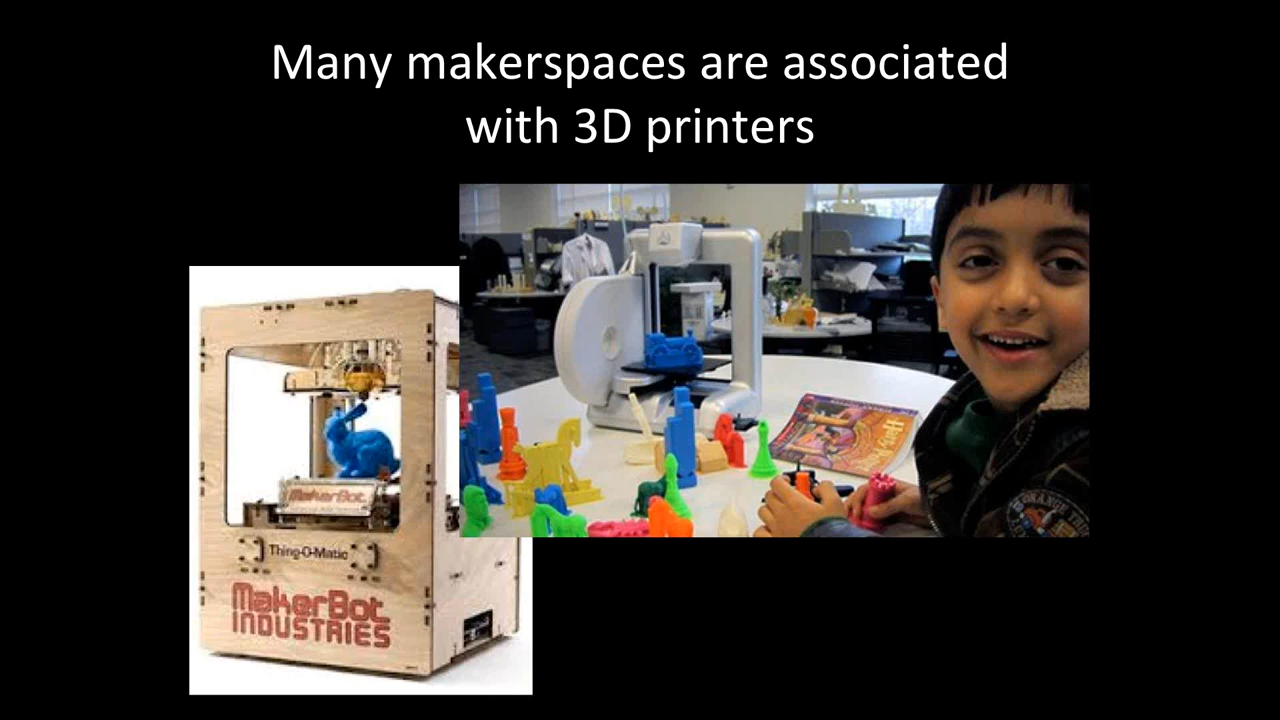 Many makerspaces are associated
with 3D printers
MakerBot
Thing-O-Matic
MakerBot
INDUSTRIES